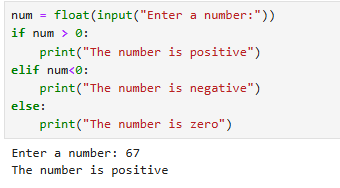 num = float(input("Enter a number:"))
if num > 0:
    print("The number is positive")
elif num<0:
    print("The number is negative")
else:
    print("The number is zero")
Enter a number: 67
The number is positive